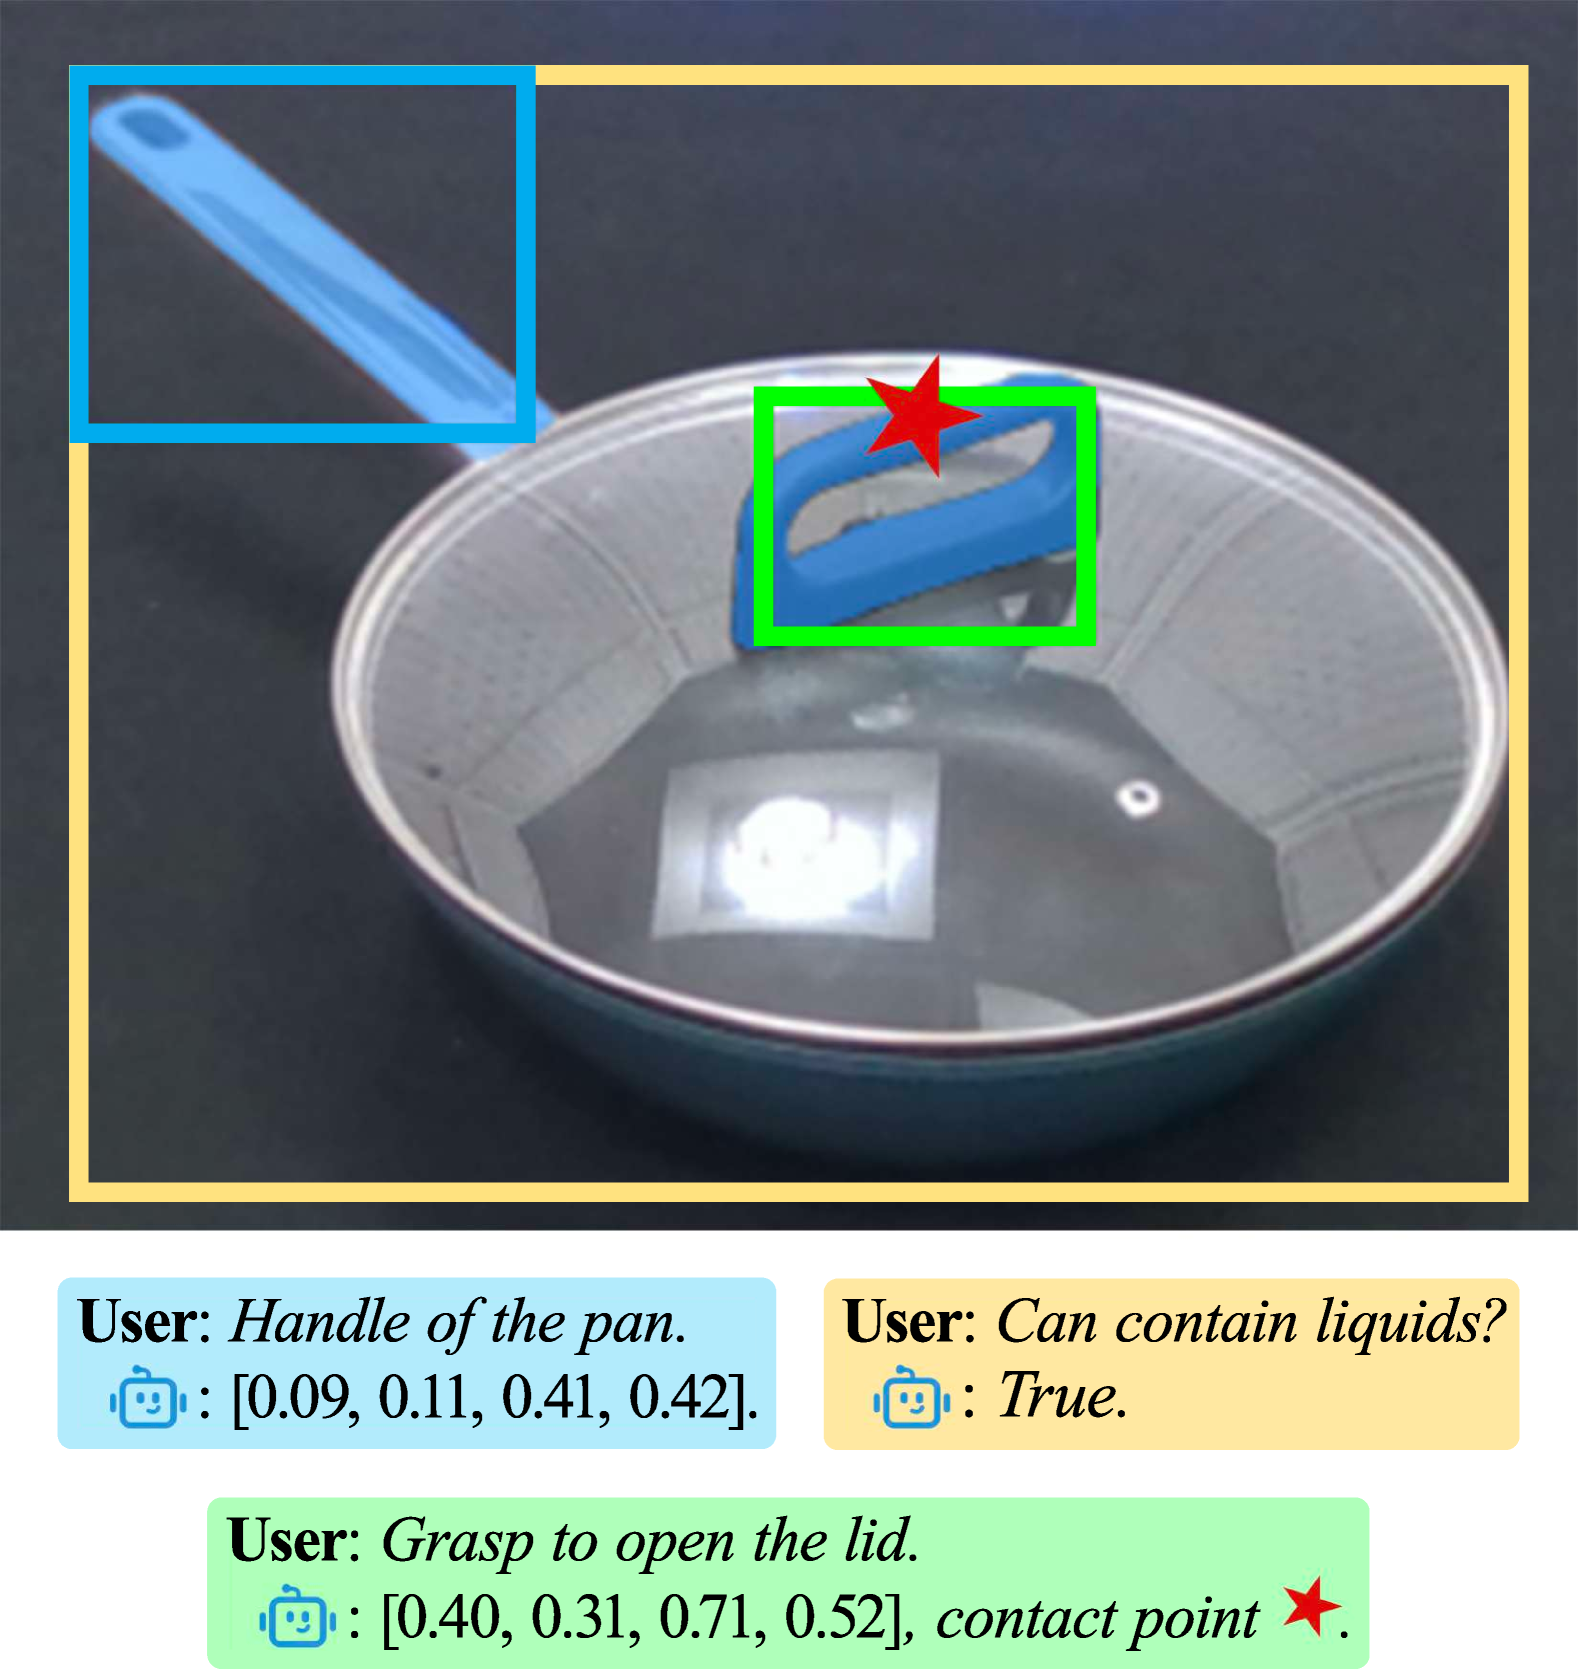 User: Handle of the pan.
: [0.09, 0.11, 0.41, 0.42].
User: Can contain liquids?
: True.
User: Grasp to open the lid.
: [0.40, 0.31, 0.71, 0.52], contact point .